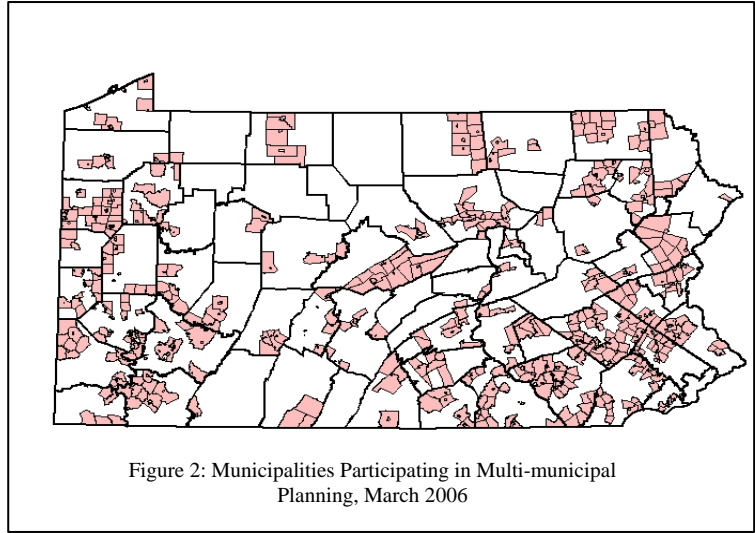 Figure 2: Municipalities Participating in Multi-municipal
Planning, March 2006